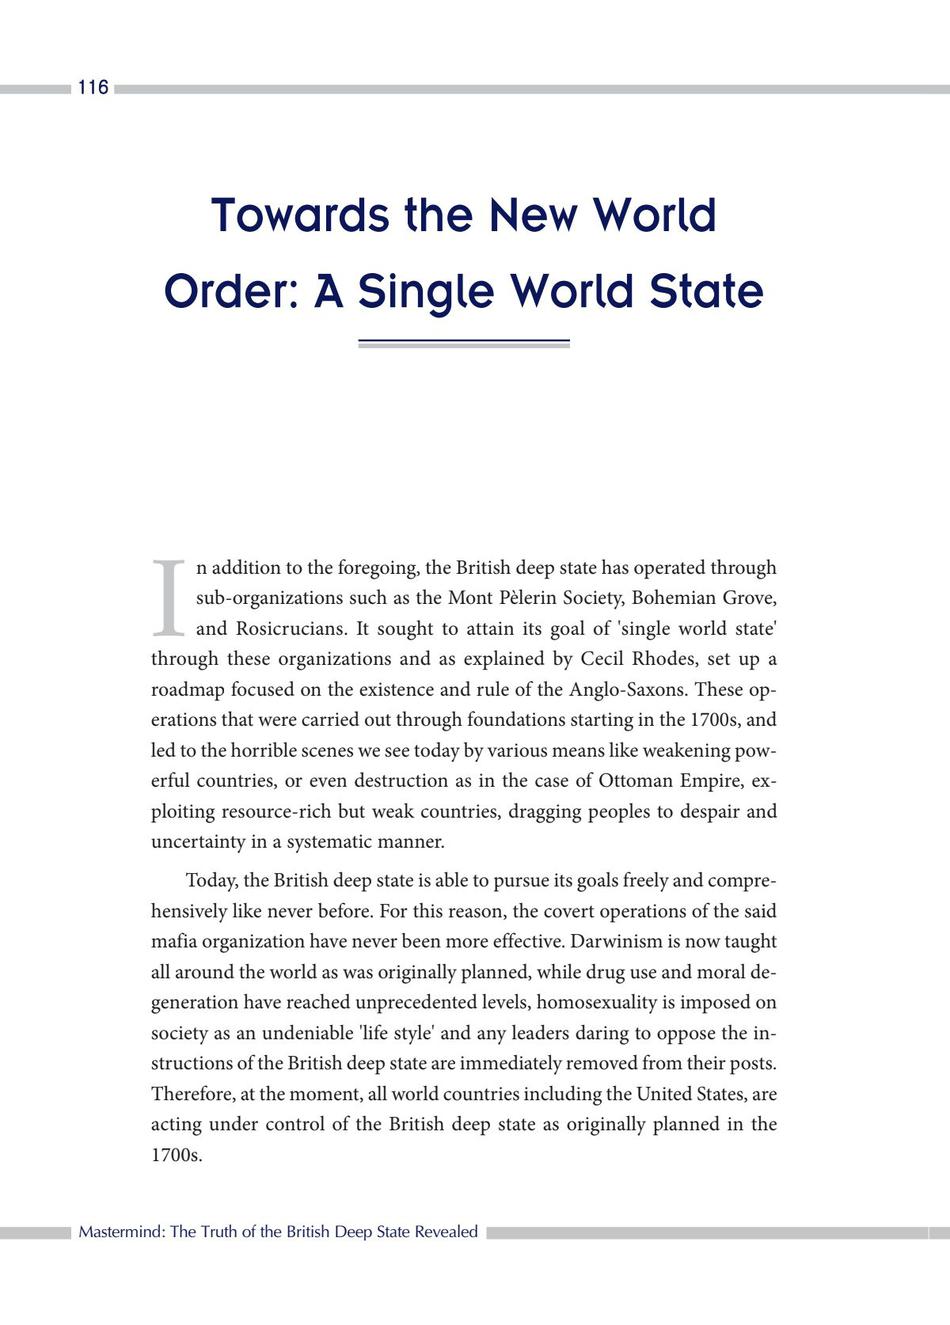 116
Towards the New World
Order: A Single World State
In addition to the foregoing, the British deep state has operated through
sub-organizations such as the Mont Pèlerin Society, Bohemian Grove,
and Rosicrucians. It sought to attain its goal of 'single world state'
through these organizations and as explained by Cecil Rhodes, set up a
roadmap focused on the existence and rule of the Anglo-Saxons. These op-
erations that were carried out through foundations starting in the 1700s, and
led to the horrible scenes we see today by various means like weakening pow-
erful countries, or even destruction as in the case of Ottoman Empire, ex-
ploiting resource-rich but weak countries, dragging peoples to despair and
uncertainty in a systematic manner.
Today, the British deep state is able to pursue its goals freely and compre-
hensively like never before. For this reason, the covert operations of the said
mafia organization have never been more effective. Darwinism is now taught
all around the world as was originally planned, while drug use and moral de-
generation have reached unprecedented levels, homosexuality is imposed on
society as an undeniable 'life style' and any leaders daring to oppose the in-
structions of the British deep state are immediately removed from their posts.
Therefore, at the moment, all world countries including the United States, are
acting under control of the British deep state as originally planned in the
1700s.
Mastermind: The Truth of the British Deep State Revealed